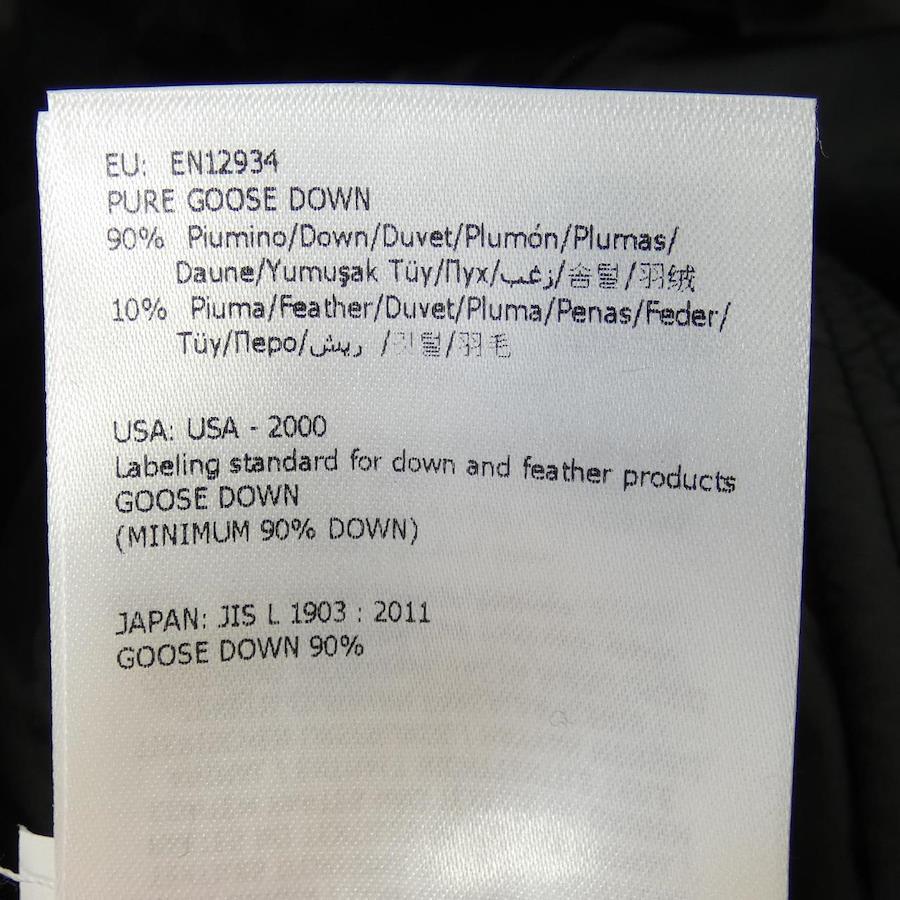 EU: EN12934
PURE GOOSE DOWN
90% Piumino/Down/Duvet/Plumón/Plumas/
Daune/Yumuşak Tüy/Пух/زغب/솜털/羽绒
10% Piuma/Feather/Duvet/Pluma/Penas/Feder/
Tüy/Перо/ريش /깃털/羽毛
USA: USA - 2000
Labeling standard for down and feather products
GOOSE DOWN
(MINIMUM 90% DOWN)
JAPAN: JIS L 1903 : 2011
GOOSE DOWN 90%